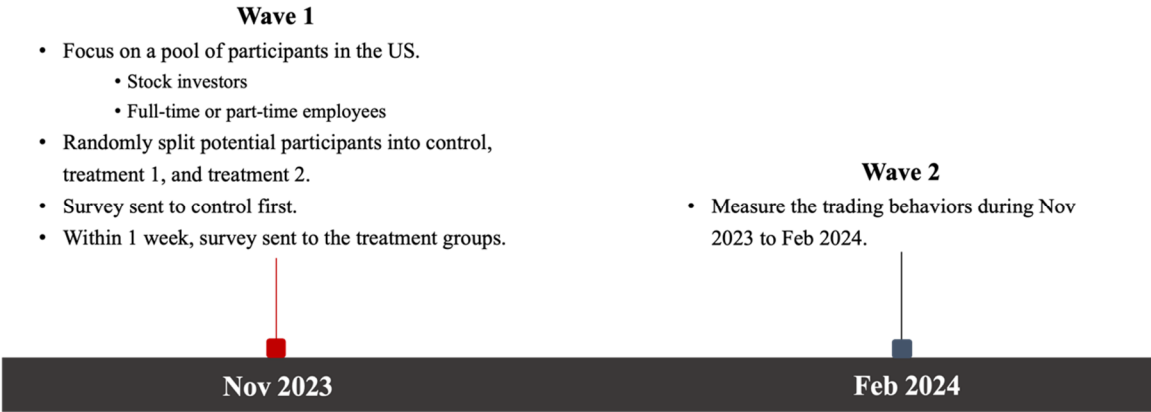 Wave 1
• Focus on a pool of participants in the US.
• Stock investors
• Full-time or part-time employees
• Randomly split potential participants into control,
treatment 1, and treatment 2.
• Survey sent to control first.
• Within 1 week, survey sent to the treatment groups.
Wave 2
• Measure the trading behaviors during Nov
2023 to Feb 2024.
Nov 2023
Feb 2024